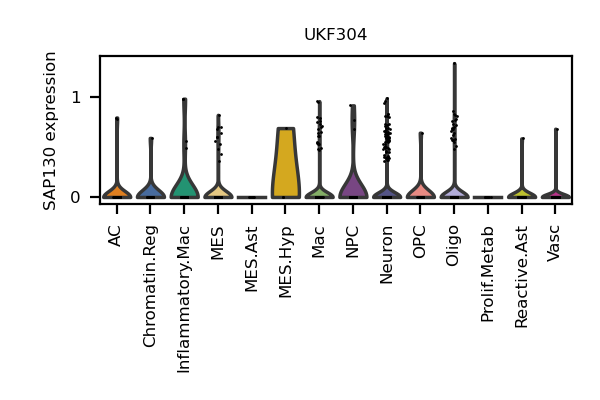 UKF304
SAP130 expression
1
0
AC
Chromatin.Reg
Inflammatory.Mac
MES
MES.Ast
MES.Hyp
Mac
NPC
Neuron
OPC
Oligo
Prolif.Metab
Reactive.Ast
Vasc